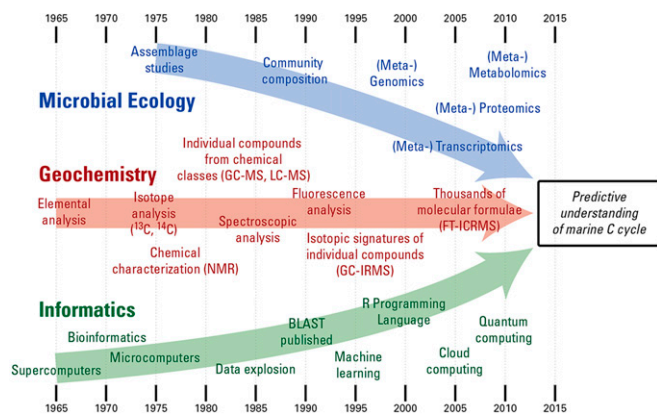 1965 1970 1975 1980 1985 1990 1995 2000 2005 2010 2015
Assemblage
studies
Community
composition
(Meta-)
Genomics
(Meta-)
Metabolomics
Microbial Ecology
(Meta-) Proteomics
(Meta-) Transcriptomics
Individual compounds
from chemical
classes (GC-MS, LC-MS)
Geochemistry
Elemental
analysis
Isotope
analysis
(¹³C, ¹⁴C)
Fluorescence
analysis
Thousands of
molecular formulae
(FT-ICRMS)
Spectroscopic
analysis
Chemical
characterization (NMR)
Isotopic signatures of
individual compounds
(GC-IRMS)
Predictive
understanding
of marine C cycle
Informatics
R Programming
Language
Bioinformatics
BLAST
published
Quantum
computing
Supercomputers
Microcomputers
Data explosion
Machine
learning
Cloud
computing
1965 1970 1975 1980 1985 1990 1995 2000 2005 2010 2015